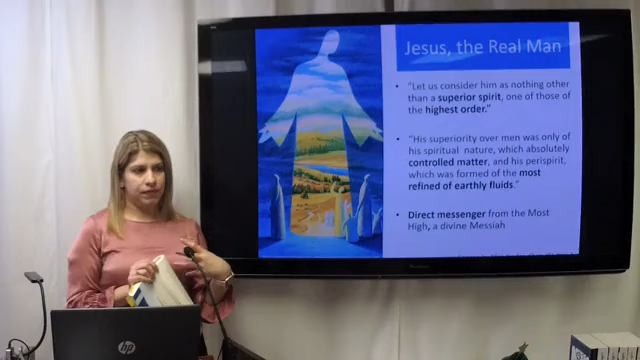 Jesus, the Real Man
• "Let us consider him as nothing other
than a superior spirit, one of those of
the highest order."
• "His superiority over men was only of
his spiritual nature, which absolutely
controlled matter, and his perispirit,
which was formed of the most
refined of earthly fluids."
• Direct messenger from the Most
High, a divine Messiah
hp